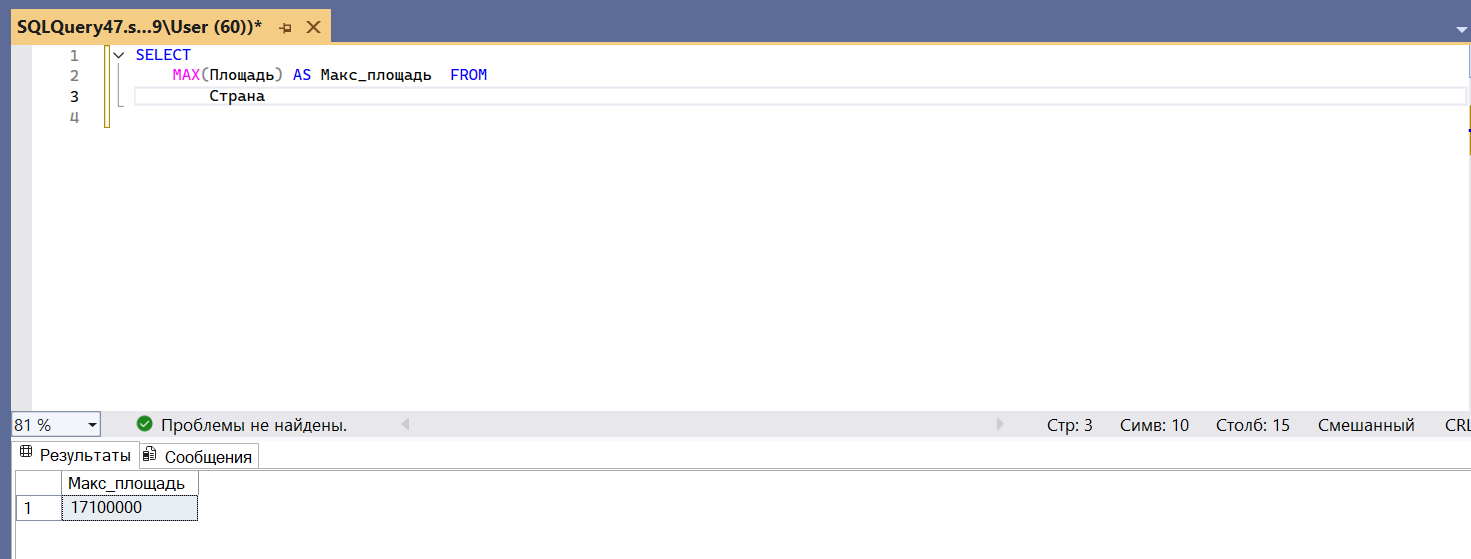 SQLQuery47.s...9\User (60))*
1 SELECT
2 MAX(Площадь) AS Макс_площадь FROM
3 Страна
4
81 % Проблемы не найдены. Стр: 3 Симв: 10 Столб: 15 Смешанный CRL
Результаты Сообщения
Макс_площадь
1 17100000